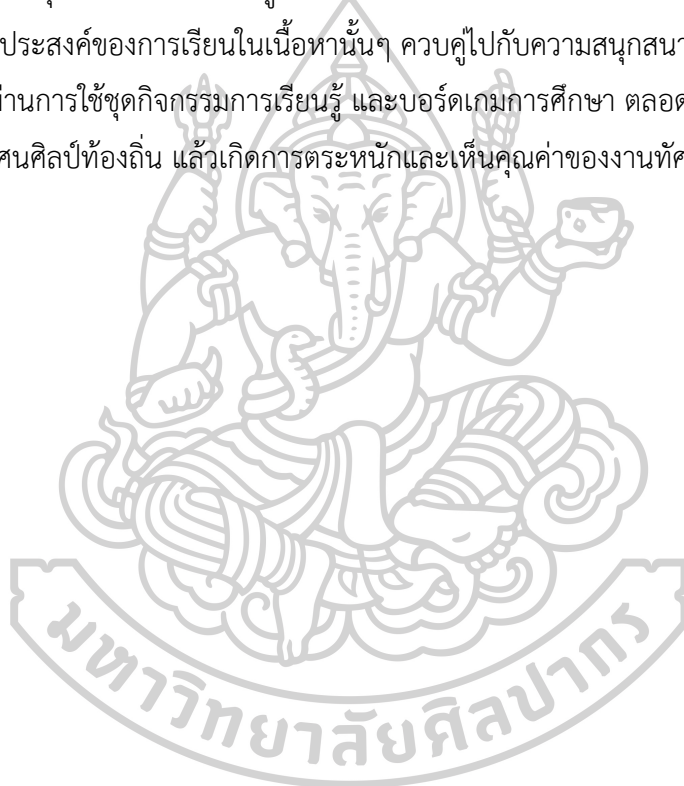 ประสงค์ของการเรียนในเนื้อหานั้นๆ ควบคู่ไปกับความสนุกสนา
่านการใช้ชุดกิจกรรมการเรียนรู้ และบอร์ดเกมการศึกษา ตลอด
ศนศิลป์ท้องถิ่น แล้วเกิดการตระหนักและเห็นคุณค่าของงานทัศ
มหาวิทยาลัยศิลปากร